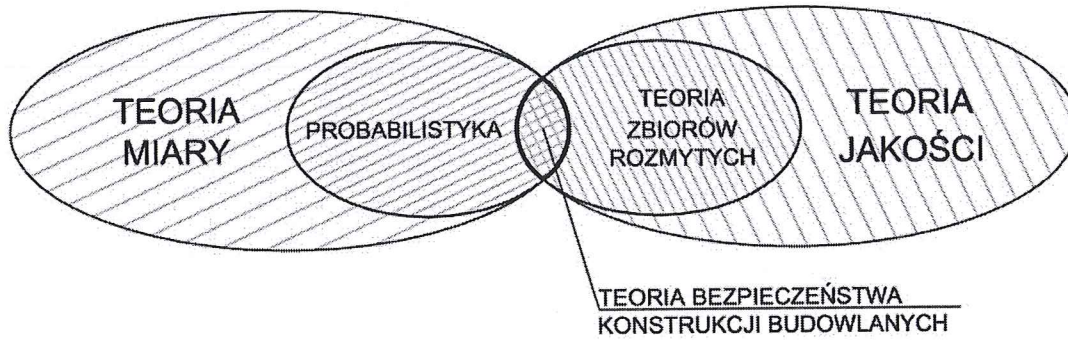 TEORIA
MIARY
PROBABILISTYKA
TEORIA
ZBIORÓW
ROZMYTYCH
TEORIA
JAKOŚCI
TEORIA BEZPIECZEŃSTWA
KONSTRUKCJI BUDOWLANYCH